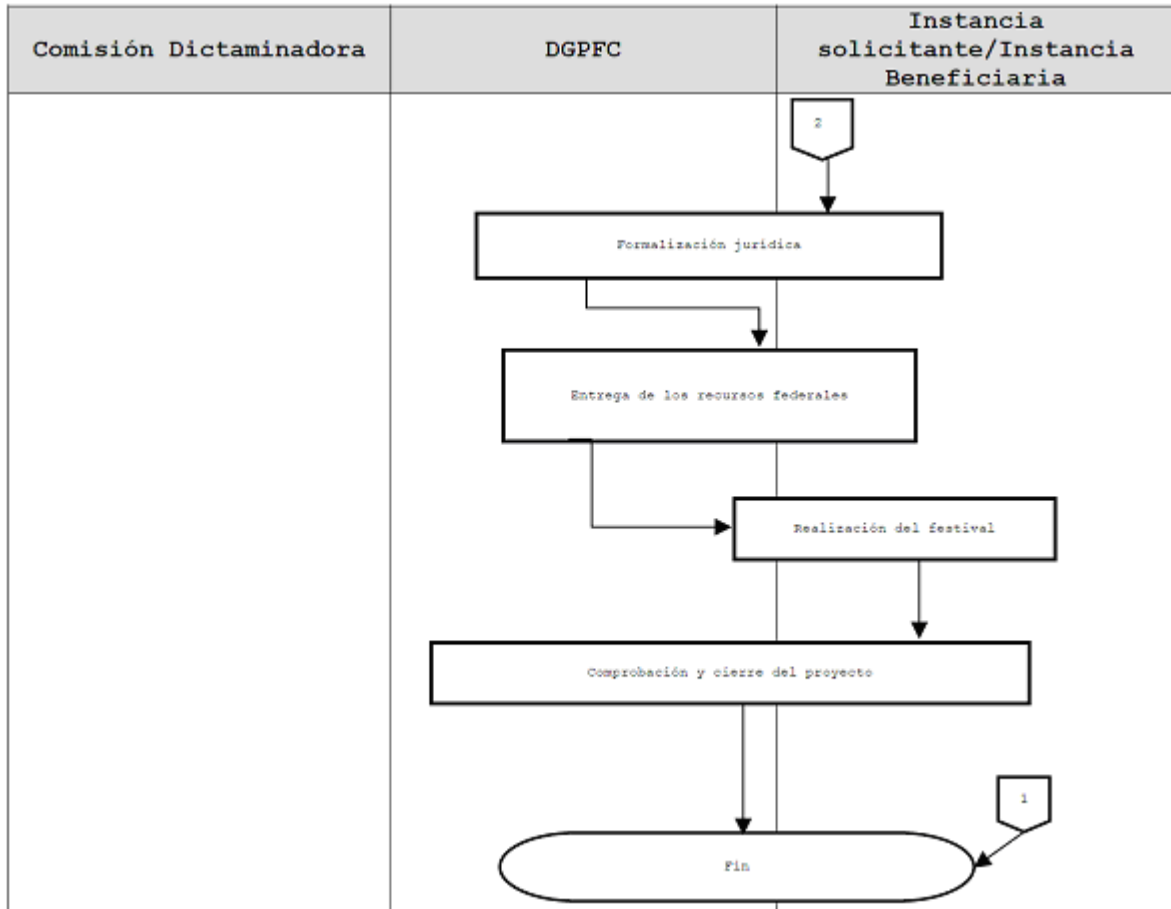 Comisión Dictaminadora
DGPFC
Instancia
solicitante/Instancia
Beneficiaria
2
Formalización jurídica
Entrega de los recursos federales
Realización del festival
Comprobación y cierre del proyecto
1
Fin